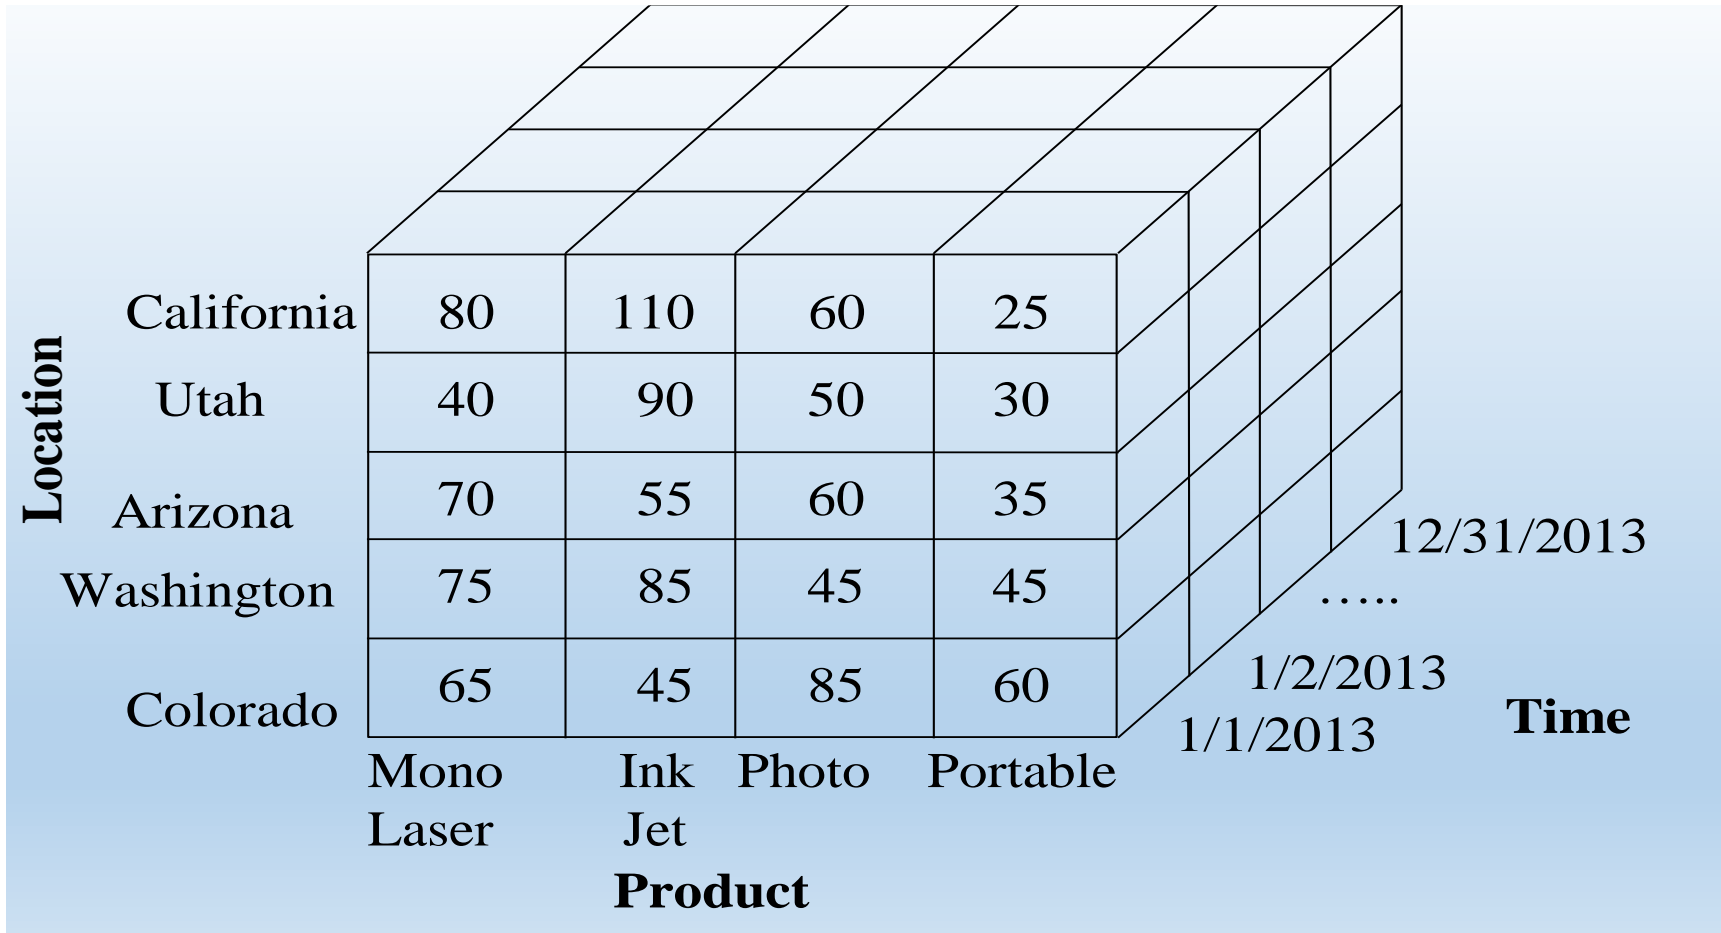 California 80 110 60 25
Utah 40 90 50 30
Location
Arizona 70 55 60 35
12/31/2013
Washington 75 85 45 45
.....
Colorado 65 45 85 60
1/2/2013
Time
1/1/2013
Mono Ink Photo Portable
Laser Jet
Product